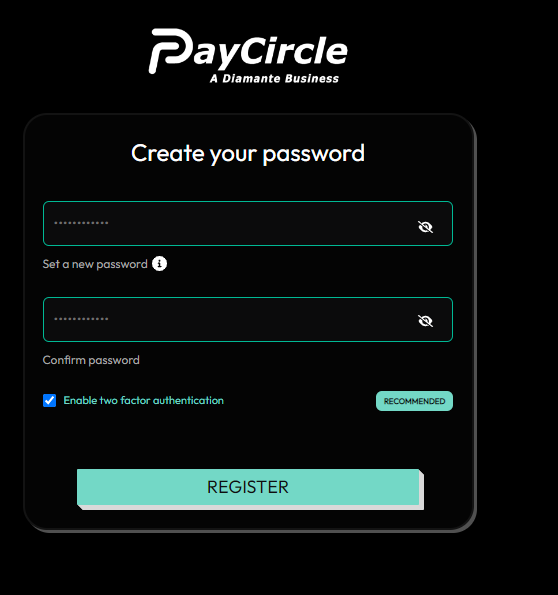 PayCircle
A Diamante Business
Create your password
************
Set a new password
************
Confirm password
Enable two factor authentication
RECOMMENDED
REGISTER